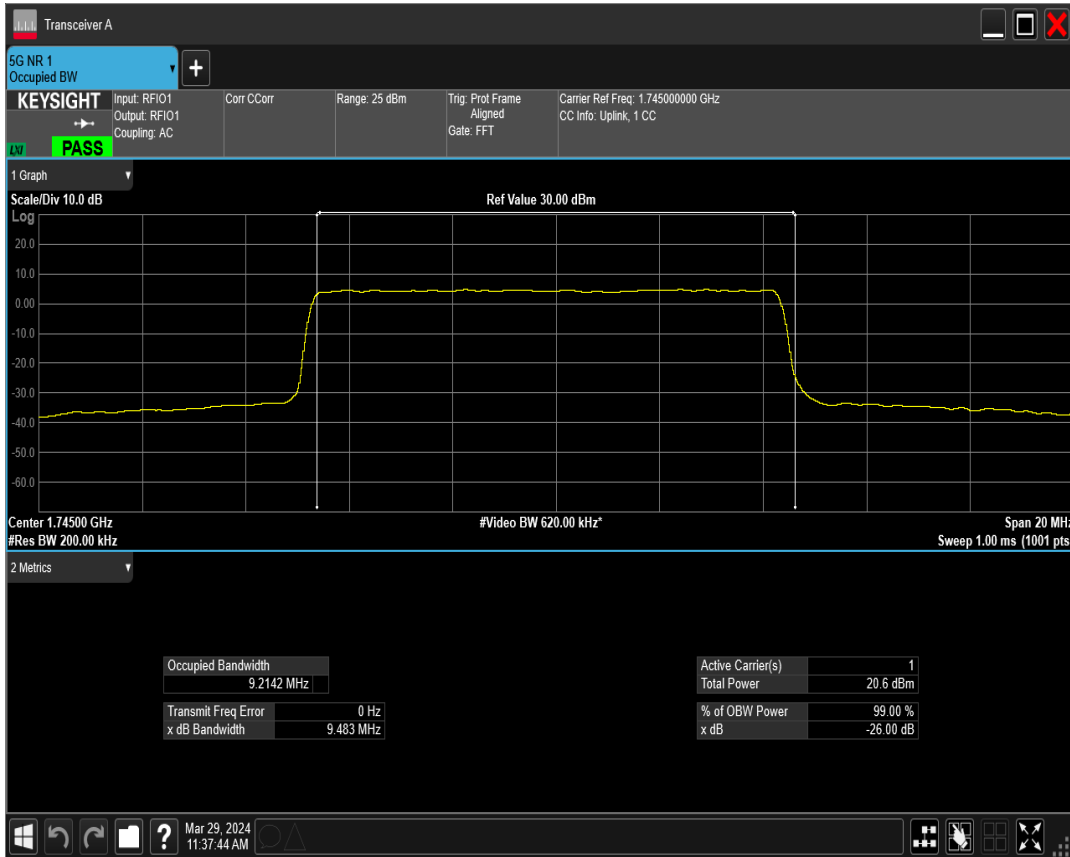 Transceiver A
5G NR 1
Occupied BW
+
KEYSIGHT
LXI
PASS
Input: RFIO1
Output: RFIO1
Coupling: AC
Corr CCorr
Range: 25 dBm
Trig: Prot Frame
Aligned
Gate: FFT
Carrier Ref Freq: 1.745000000 GHz
CC Info: Uplink, 1 CC
1 Graph
Scale/Div 10.0 dB
Ref Value 30.00 dBm
Log
20.0
10.0
0.00
-10.0
-20.0
-30.0
-40.0
-50.0
-60.0
Center 1.74500 GHz
#Video BW 620.00 kHz*
Span 20 MHz
#Res BW 200.00 kHz
Sweep 1.00 ms (1001 pts
2 Metrics
Occupied Bandwidth
9.2142 MHz
Transmit Freq Error 0 Hz
x dB Bandwidth 9.483 MHz
Active Carrier(s) 1
Total Power 20.6 dBm
% of OBW Power 99.00 %
x dB -26.00 dB
?
Mar 29, 2024
11:37:44 AM